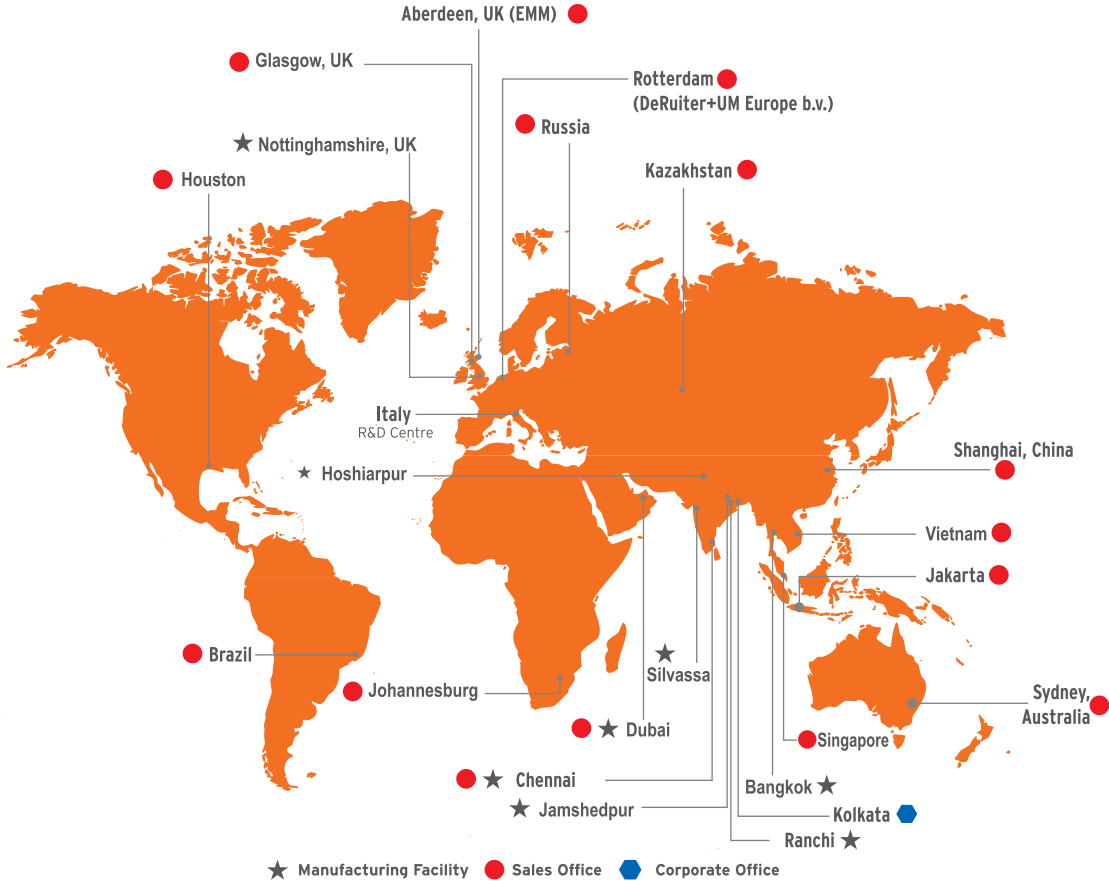 Aberdeen, UK (EMM)
Glasgow, UK
Rotterdam
(DeRuiter+UM Europe b.v.)
Russia
Nottinghamshire, UK
Kazakhstan
Houston
Italy
R&D Centre
Shanghai, China
Hoshiarpur
Vietnam
Jakarta
Brazil
Silvassa
Johannesburg
Sydney,
Australia
Dubai
Singapore
Chennai
Bangkok
Jamshedpur
Kolkata
Ranchi
Manufacturing Facility
Sales Office
Corporate Office